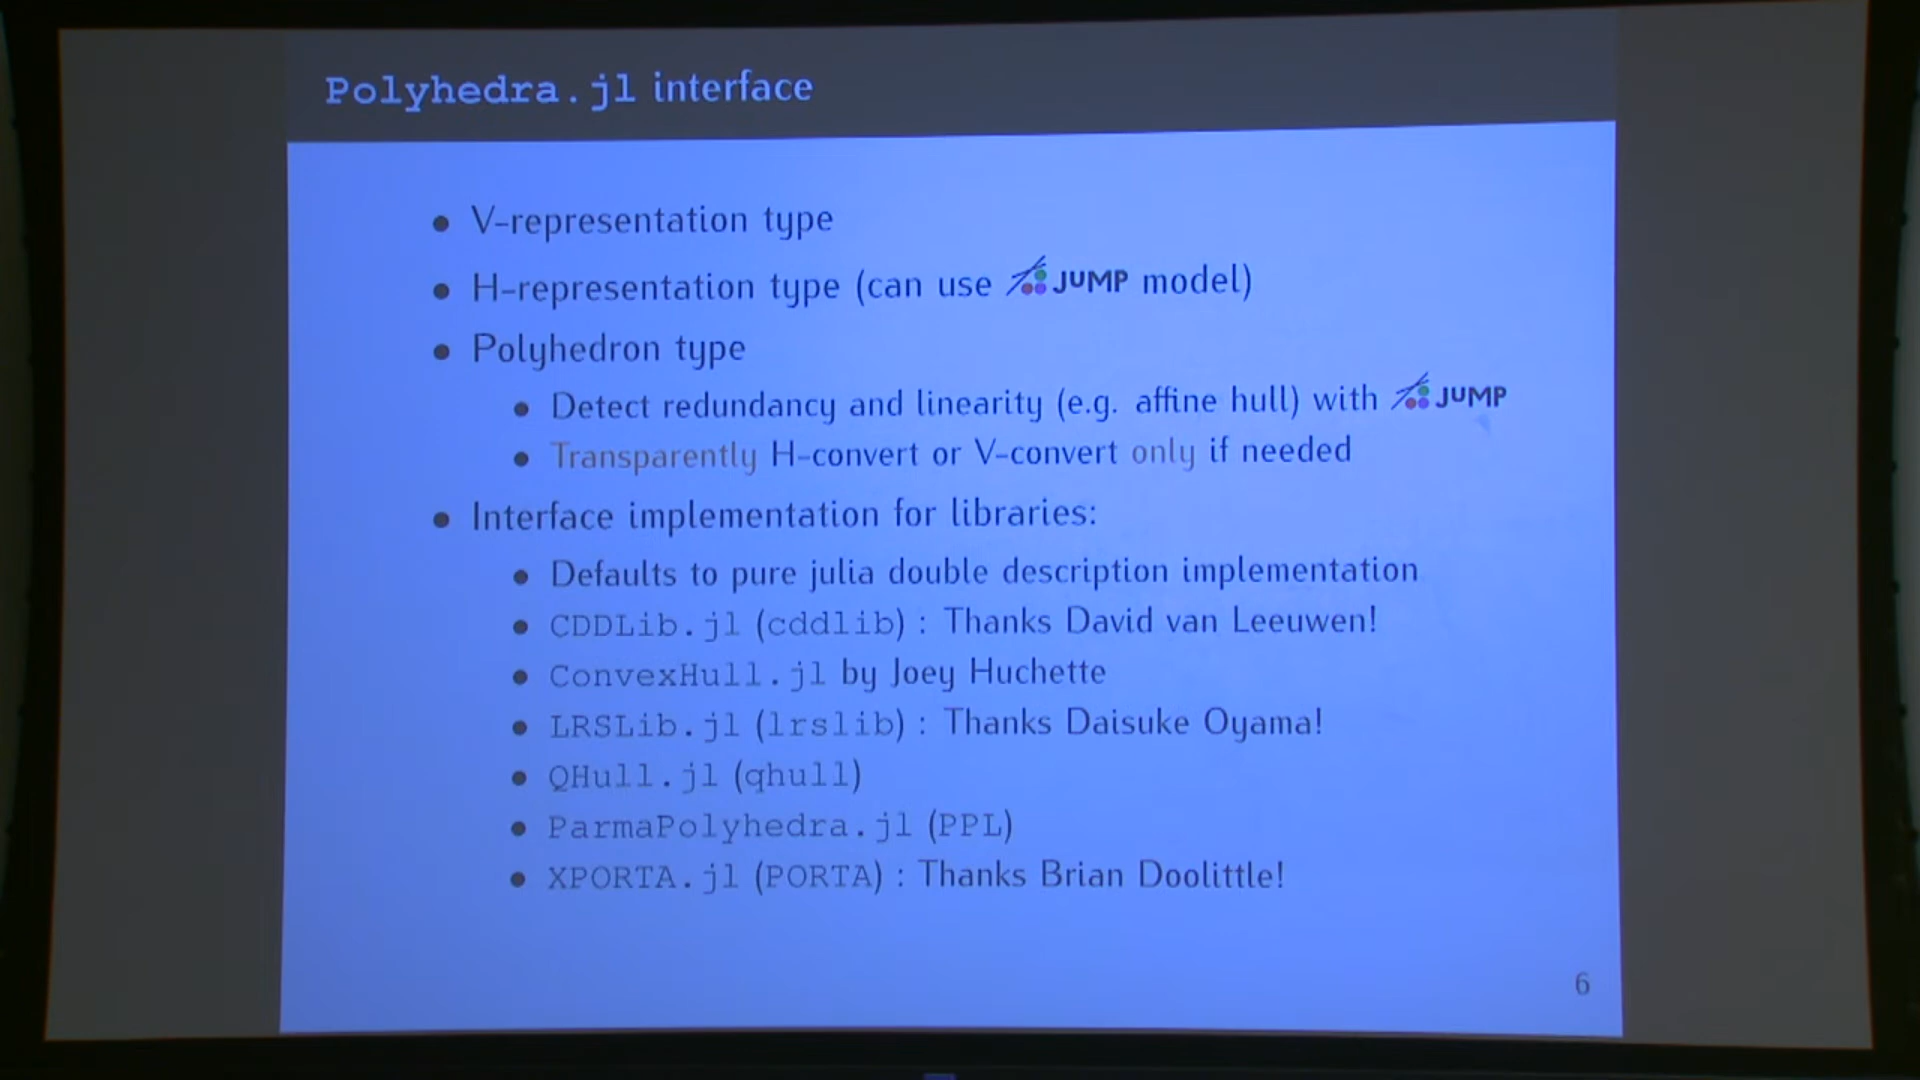 Polyhedra.jl interface
V-representation type
H-representation type (can use JuMP model)
Polyhedron type
Detect redundancy and linearity (e.g. affine hull) with JuMP
Transparently H-convert or V-convert only if needed
Interface implementation for libraries:
Defaults to pure julia double description implementation
CDDLib.jl (cddlib) : Thanks David van Leeuwen!
ConvexHull.jl by Joey Huchette
LRSLib.jl (lrslib) : Thanks Daisuke Oyama!
QHull.jl (qhull)
ParmaPolyhedra.jl (PPL)
XPORTA.jl (PORTA) : Thanks Brian Doolittle!
6